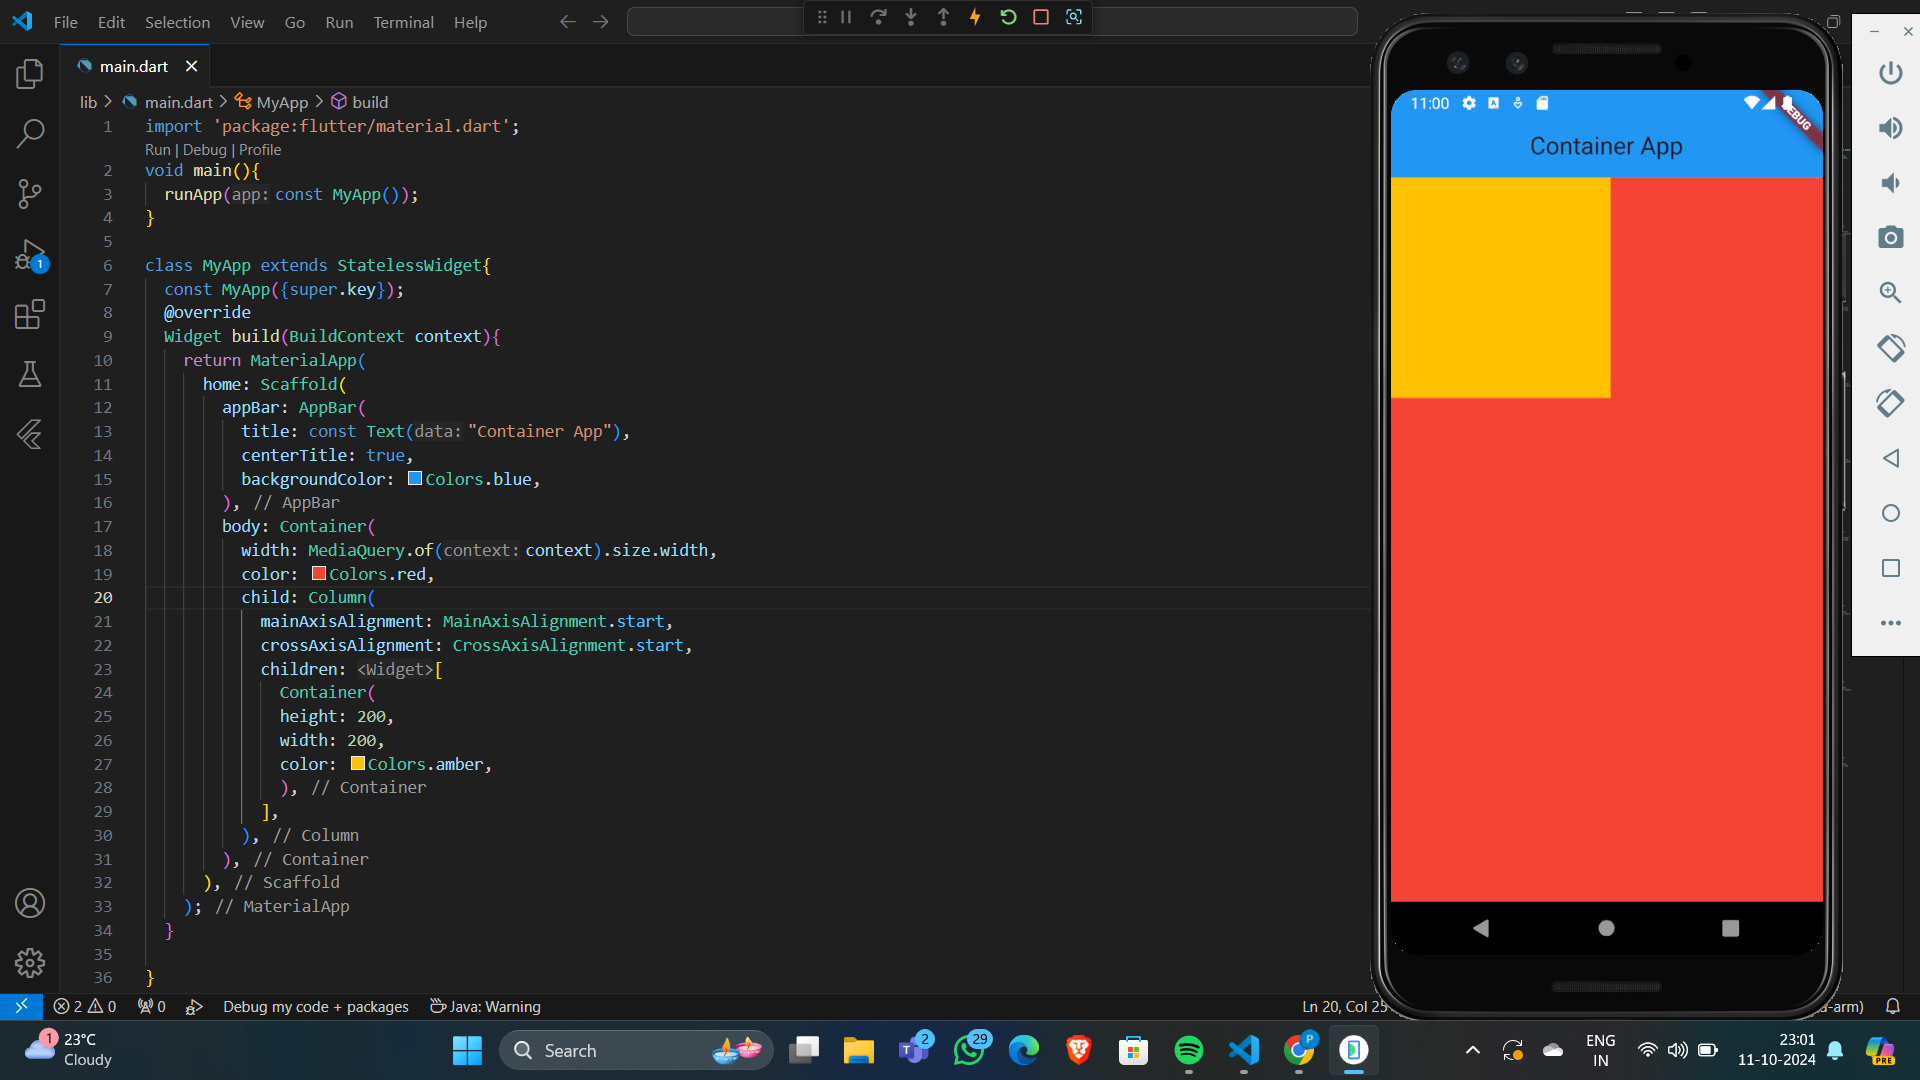 File Edit Selection View Go Run Terminal Help
main.dart
lib > main.dart > MyApp > build
1 import 'package:flutter/material.dart';
Run | Debug | Profile
2 void main(){
3 runApp(app: const MyApp());
4 }
5
6 class MyApp extends StatelessWidget{
7 const MyApp({super.key});
8 @override
9 Widget build(BuildContext context){
10 return MaterialApp(
11 home: Scaffold(
12 appBar: AppBar(
13 title: const Text(data: "Container App"),
14 centerTitle: true,
15 backgroundColor: Colors.blue,
16 ), // AppBar
17 body: Container(
18 width: MediaQuery.of(context: context).size.width,
19 color: Colors.red,
20 child: Column(
21 mainAxisAlignment: MainAxisAlignment.start,
22 crossAxisAlignment: CrossAxisAlignment.start,
23 children: <Widget>[
24 Container(
25 height: 200,
26 width: 200,
27 color: Colors.amber,
28 ), // Container
29 ],
30 ), // Column
31 ), // Container
32 ), // Scaffold
33 ); // MaterialApp
34 }
35
36 }
1
11:00
Container App
2 0 0 Debug my code + packages Java: Warning
Ln 20, Col 25
d-arm)
1
23°C
Cloudy
Search
2
29
P
ENG
IN
23:01
11-10-2024
PRE